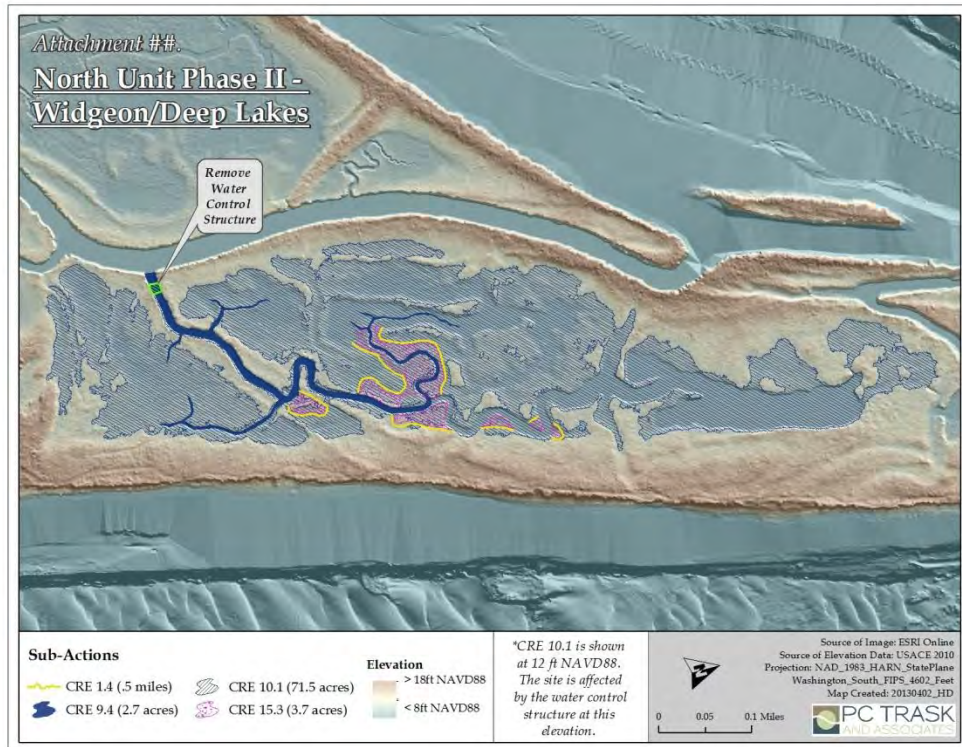 Attachment ##.
North Unit Phase II -
Widgeon/Deep Lakes
Remove
Water
Control
Structure
Sub-Actions
CRE 1.4 (.5 miles)
CRE 9.4 (2.7 acres)
CRE 10.1 (71.5 acres)
CRE 15.3 (3.7 acres)
Elevation
> 18ft NAVD88
< 8ft NAVD88
*CRE 10.1 is shown
at 12 ft NAVD88.
The site is affected
by the water control
structure at this
elevation.
Source of Image: ESRI Online
Source of Elevation Data: USACE 2010
Projection: NAD_1983_HARN_StatePlane
Washington_South_FIPS_4602_Feet
Map Created: 20130402_HD
0 0.05 0.1 Miles
PC TRASK
AND ASSOCIATES